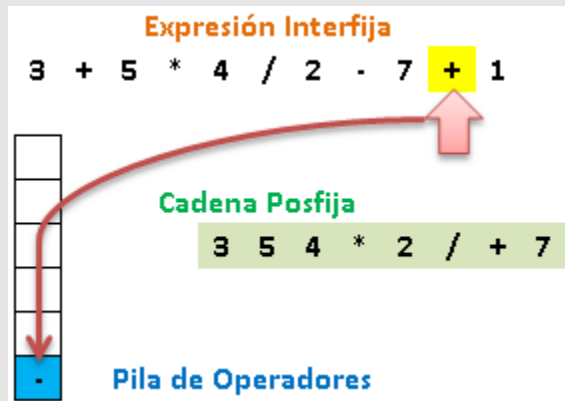 Expresión Interfija
3 + 5 * 4 / 2 - 7 + 1
Cadena Posfija
3 5 4 * 2 / + 7
-
Pila de Operadores